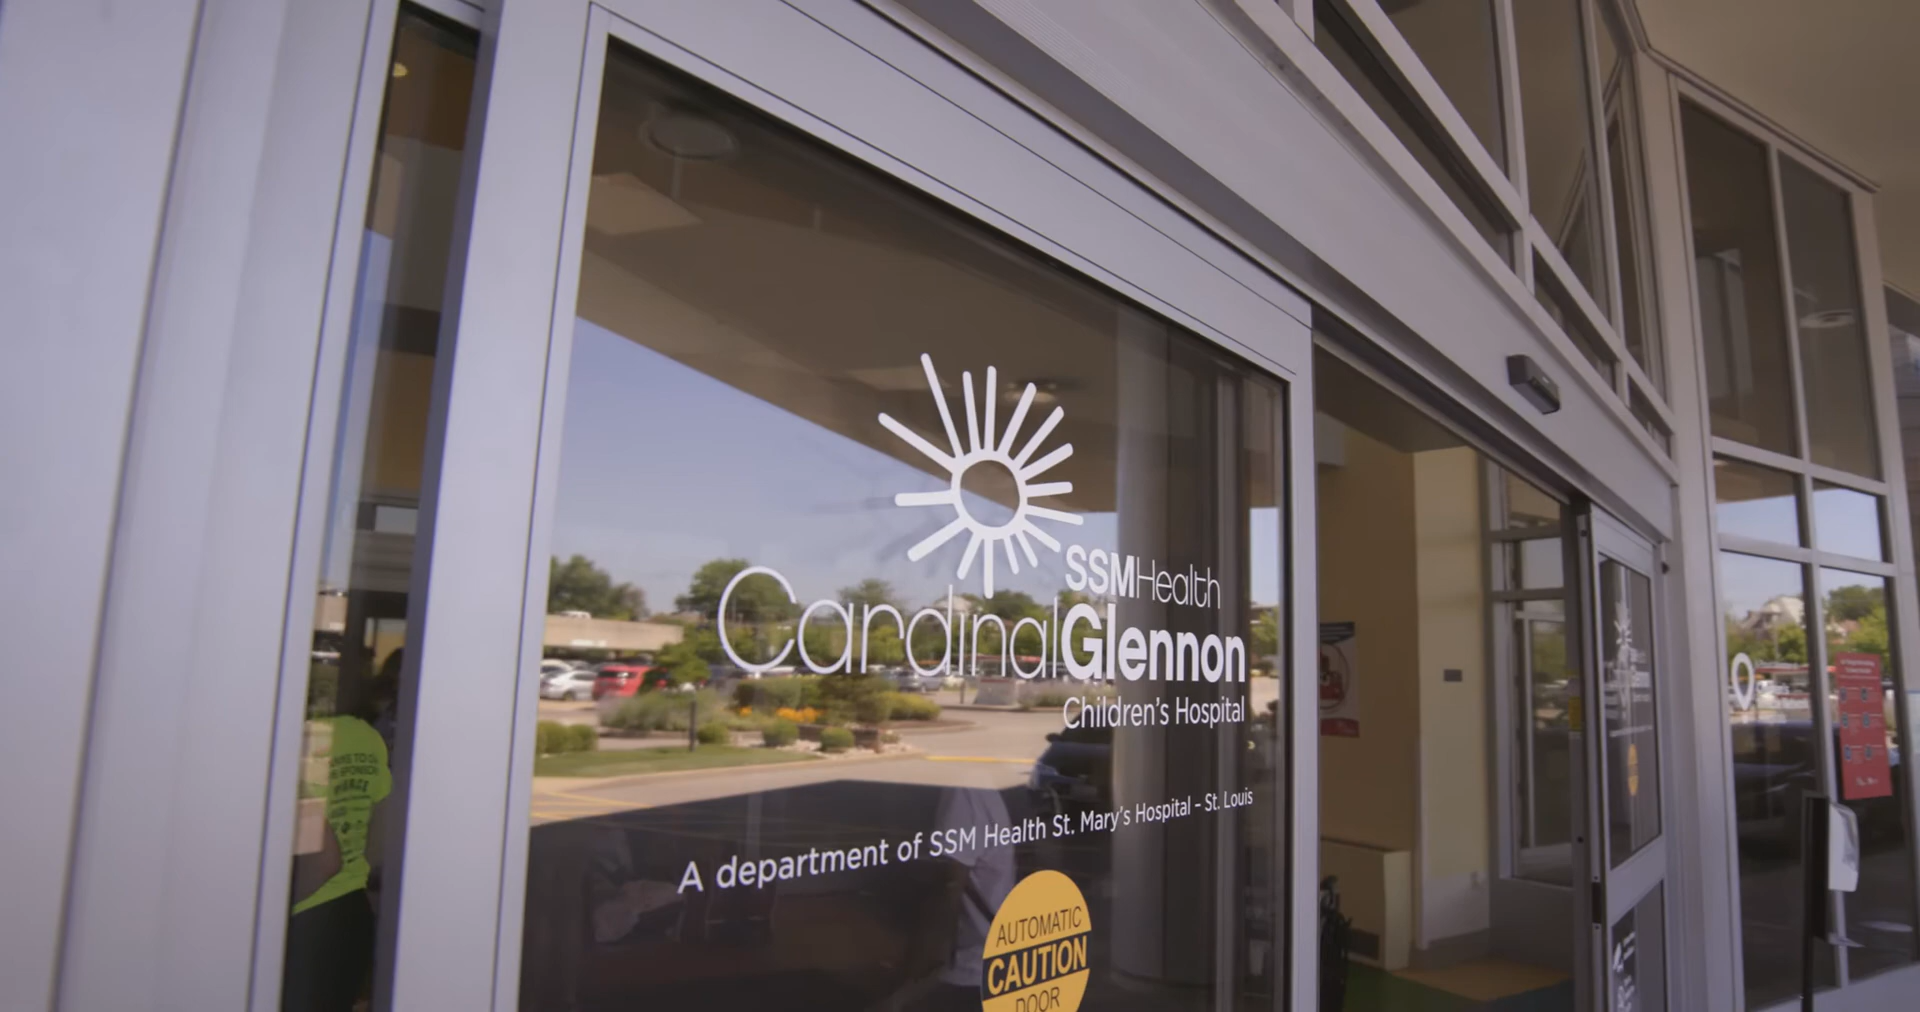 SSMHealth
CardinalGlennon
Children's Hospital
A department of SSM Health St. Mary's Hospital - St. Louis
AUTOMATIC
CAUTION
DOOR